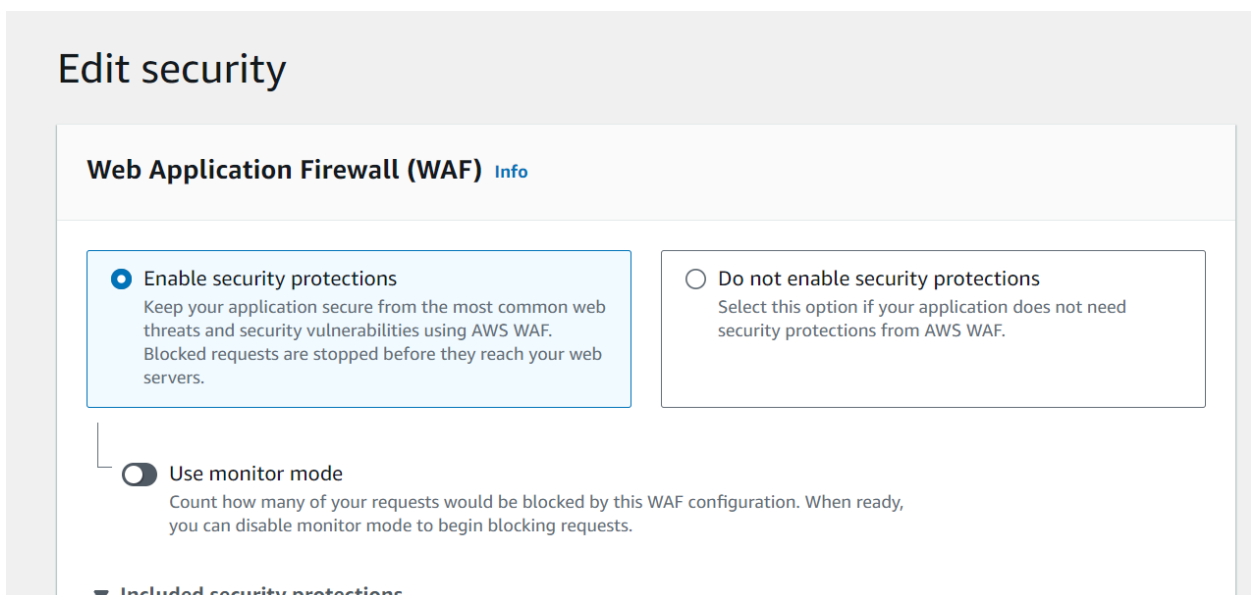 Edit security
Web Application Firewall (WAF) Info
Enable security protections
Keep your application secure from the most common web
threats and security vulnerabilities using AWS WAF.
Blocked requests are stopped before they reach your web
servers.
Do not enable security protections
Select this option if your application does not need
security protections from AWS WAF.
Use monitor mode
Count how many of your requests would be blocked by this WAF configuration. When ready,
you can disable monitor mode to begin blocking requests.
Included security protections